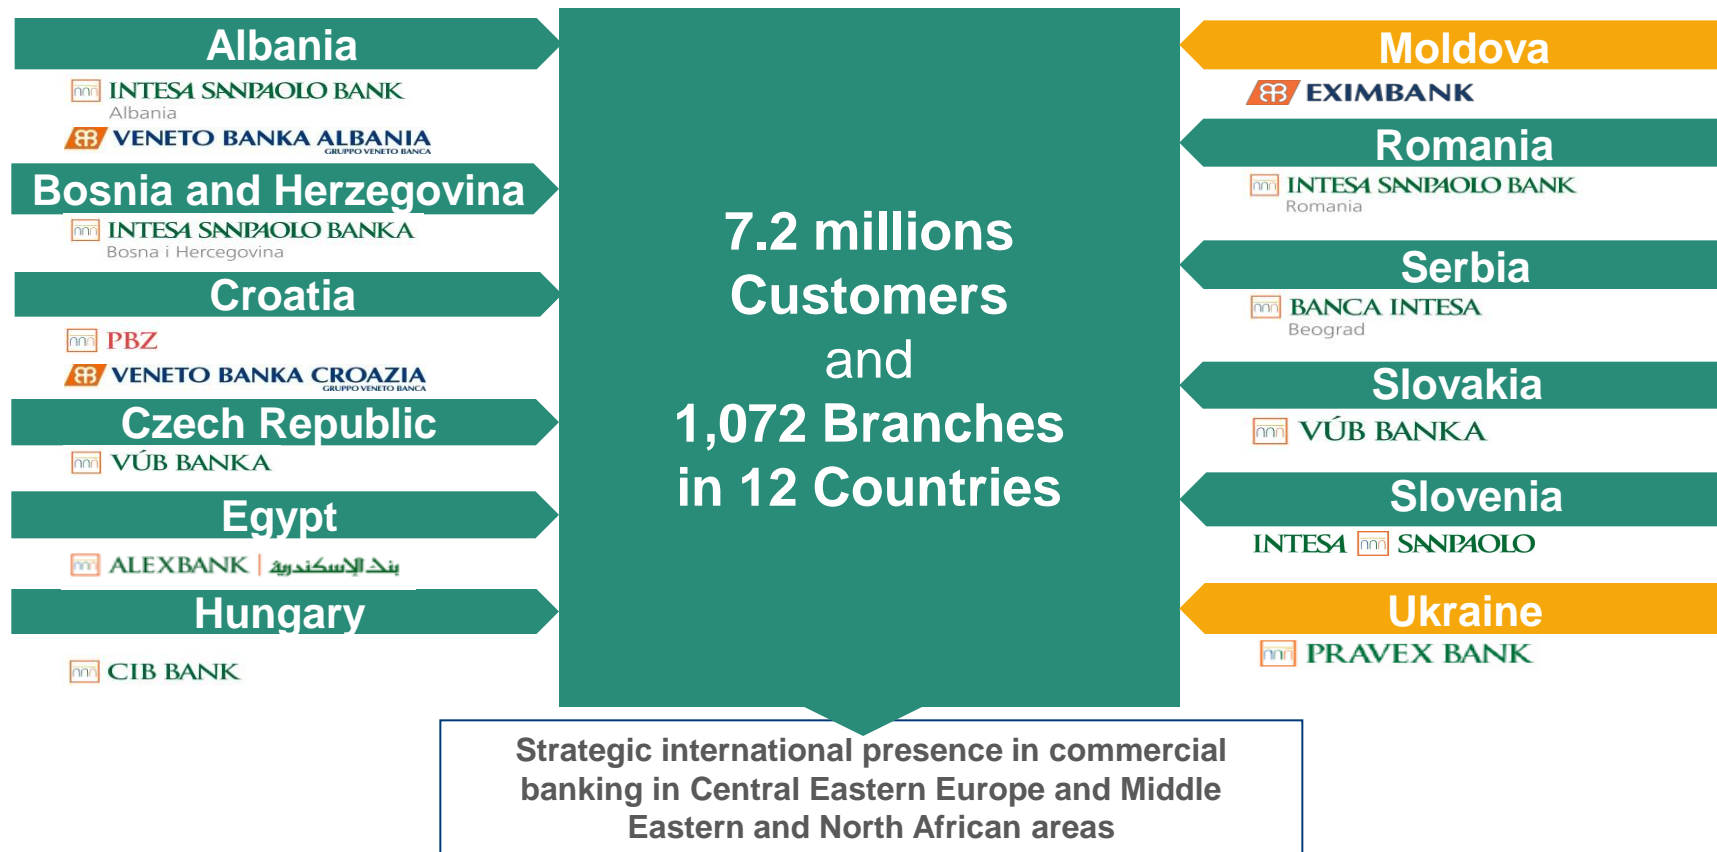 Albania
INTESA SANPAOLO BANK
Albania
VENETO BANKA ALBANIA
GRUPPO VENETO BANCA
Bosnia and Herzegovina
INTESA SANPAOLO BANKA
Bosna i Hercegovina
Croatia
PBZ
VENETO BANKA CROAZIA
GRUPPO VENETO BANCA
Czech Republic
VÚB BANKA
Egypt
ALEXBANK | بنك الإسكندرية
Hungary
CIB BANK
7.2 millions
Customers
and
1,072 Branches
in 12 Countries
Moldova
EXIMBANK
Romania
INTESA SANPAOLO BANK
Romania
Serbia
BANCA INTESA
Beograd
Slovakia
VÚB BANKA
Slovenia
INTESA SANPAOLO
Ukraine
PRAVEX BANK
Strategic international presence in commercial
banking in Central Eastern Europe and Middle
Eastern and North African areas